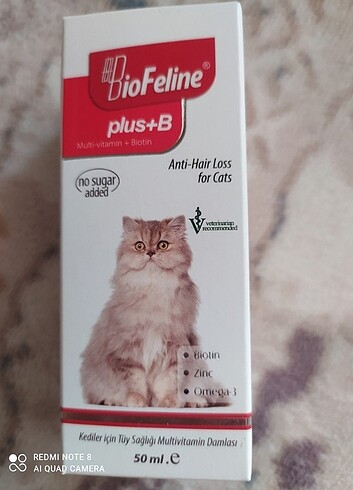 BioFeline®
plus+B
Multi-vitamin + Biotin
Anti-Hair Loss
for Cats
no sugar
added
veterinarian
recommended
Biotin
Zinc
Omega-3
Kediler için Tüy Sağlığı Multivitamin Damlası
50 ml . e
REDMI NOTE 8
AI QUAD CAMERA